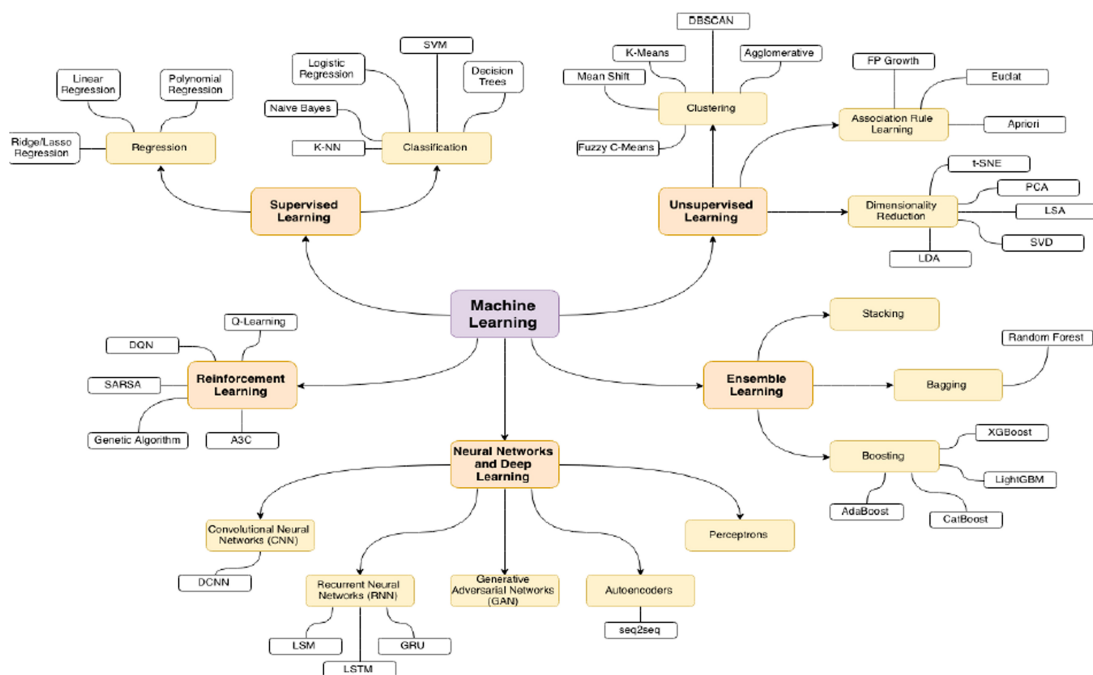 DBSCAN
SVM
K-Means
Agglomerative
Logistic
Regression
FP Growth
Linear
Regression
Polynomial
Regression
Decision
Trees
Mean Shift
Euclat
Clustering
Naive Bayes
Association Rule
Learning
Apriori
Ridge/Lasso
Regression
Regression
K-NN
Classification
Fuzzy C-Means
t-SNE
PCA
Supervised
Learning
Unsupervised
Learning
Dimensionality
Reduction
LSA
SVD
LDA
Machine
Learning
Stacking
Q-Learning
DQN
Random Forest
Reinforcement
Learning
Ensemble
Learning
SARSA
Bagging
Genetic Algorithm
A3C
XGBoost
Neural Networks
and Deep
Learning
Boosting
LightGBM
AdaBoost
CatBoost
Convolutional Neural
Networks (CNN)
Perceptrons
DCNN
Recurrent Neural
Networks (RNN)
Generative
Adversarial Networks
(GAN)
Autoencoders
seq2seq
LSM
GRU
LSTM